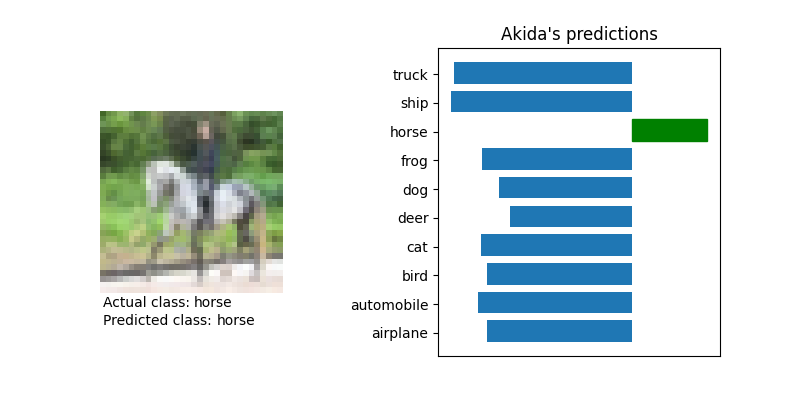 Akida's predictions
truck
ship
horse
frog
dog
deer
cat
bird
automobile
airplane
Actual class: horse
Predicted class: horse